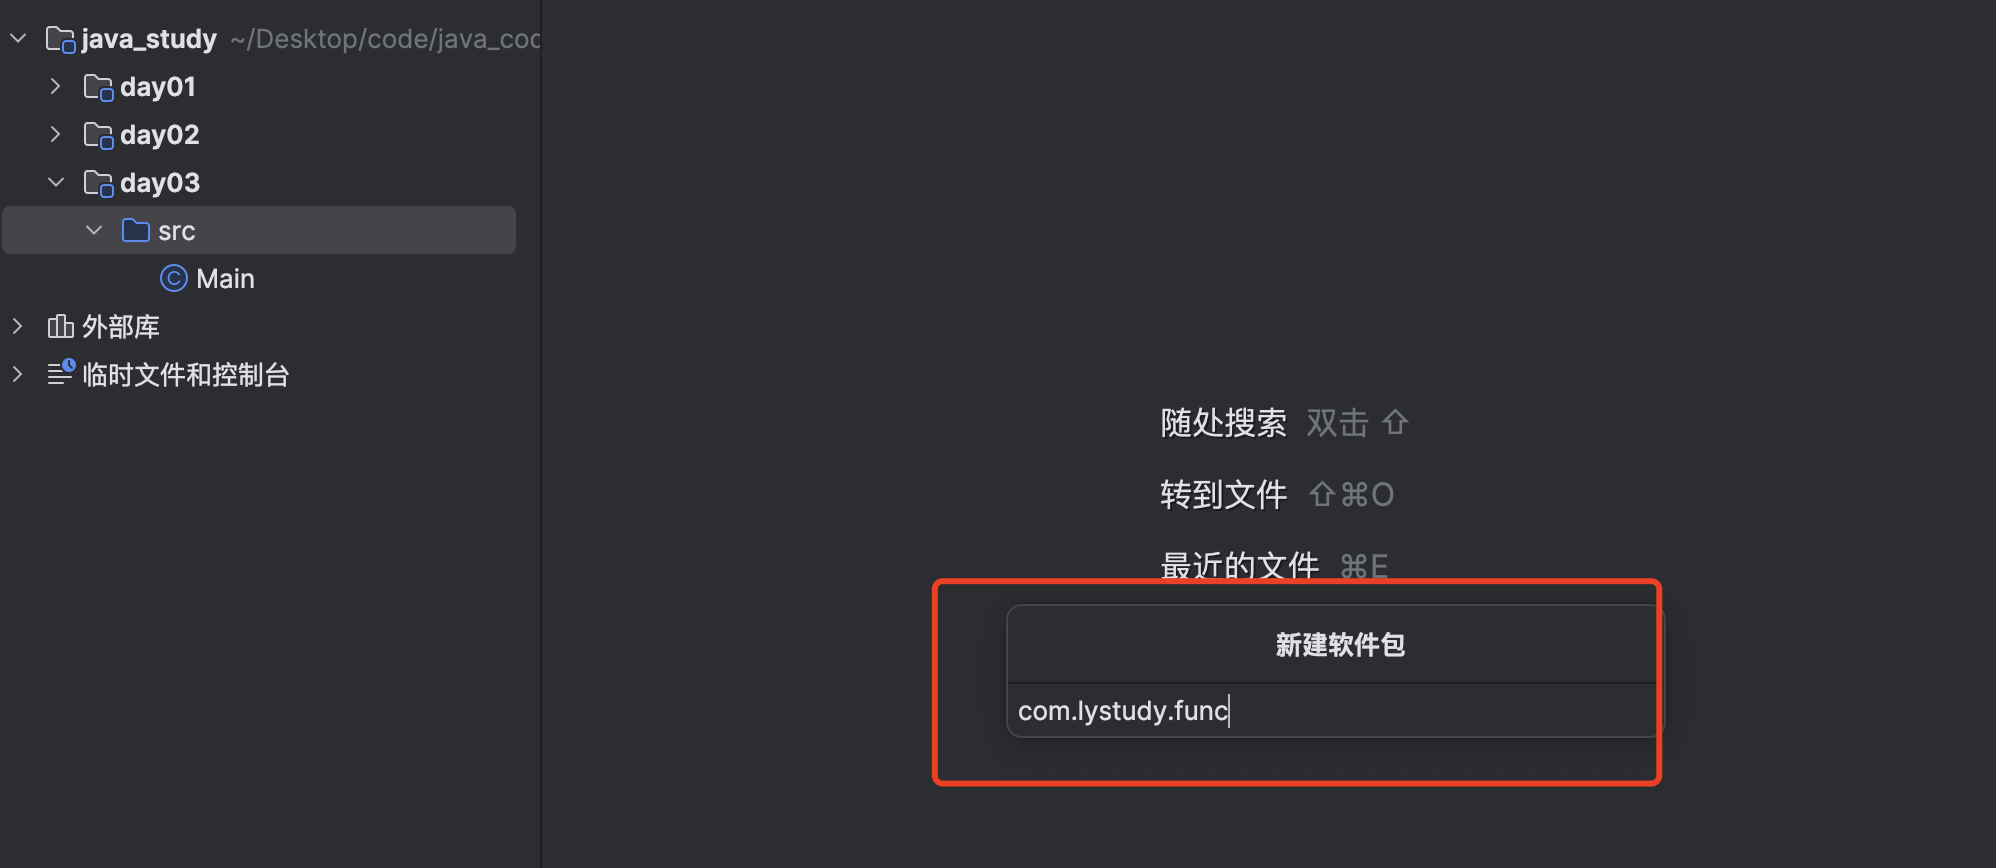 java_study ~/Desktop/code/java_cod
day01
day02
day03
src
Main
外部库
临时文件和控制台
随处搜索 双击 ⇧
转到文件 ⇧⌘O
最近的文件 ⌘E
新建软件包
com.lystudy.func